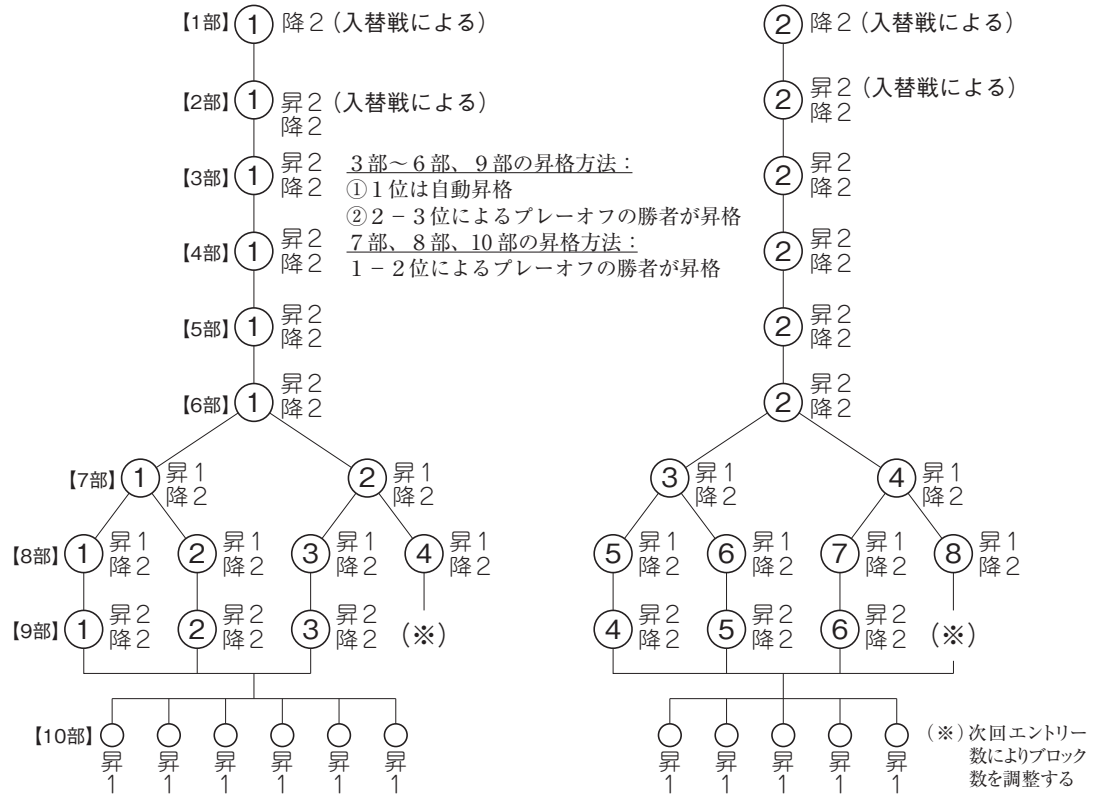 【1部】 ① 降2（入替戦による） ② 降2（入替戦による）
【2部】 ① 昇2（入替戦による） ② 昇2（入替戦による）
降2 降2
【3部】 ① 昇2 ② 昇2
降2 降2
3部～6部、9部の昇格方法：
①1位は自動昇格
②2－3位によるプレーオフの勝者が昇格
7部、8部、10部の昇格方法：
1－2位によるプレーオフの勝者が昇格
【4部】 ① 昇2 ② 昇2
降2 降2
【5部】 ① 昇2 ② 昇2
降2 降2
【6部】 ① 昇2 ② 昇2
降2 降2
【7部】 ① 昇1 ② 昇1 ③ 昇1 ④ 昇1
降2 降2 降2 降2
【8部】 ① 昇1 ② 昇1 ③ 昇1 ④ 昇1 ⑤ 昇1 ⑥ 昇1 ⑦ 昇1 ⑧ 昇1
降2 降2 降2 降2 降2 降2 降2 降2
【9部】 ① 昇2 ② 昇2 ③ 昇2 （※） ④ 昇2 ⑤ 昇2 ⑥ 昇2 （※）
降2 降2 降2 降2 降2 降2
【10部】
昇 昇 昇 昇 昇 昇 昇 昇 昇 昇 昇
1 1 1 1 1 1 1 1 1 1 1
（※）次回エントリー
数によりブロック
数を調整する